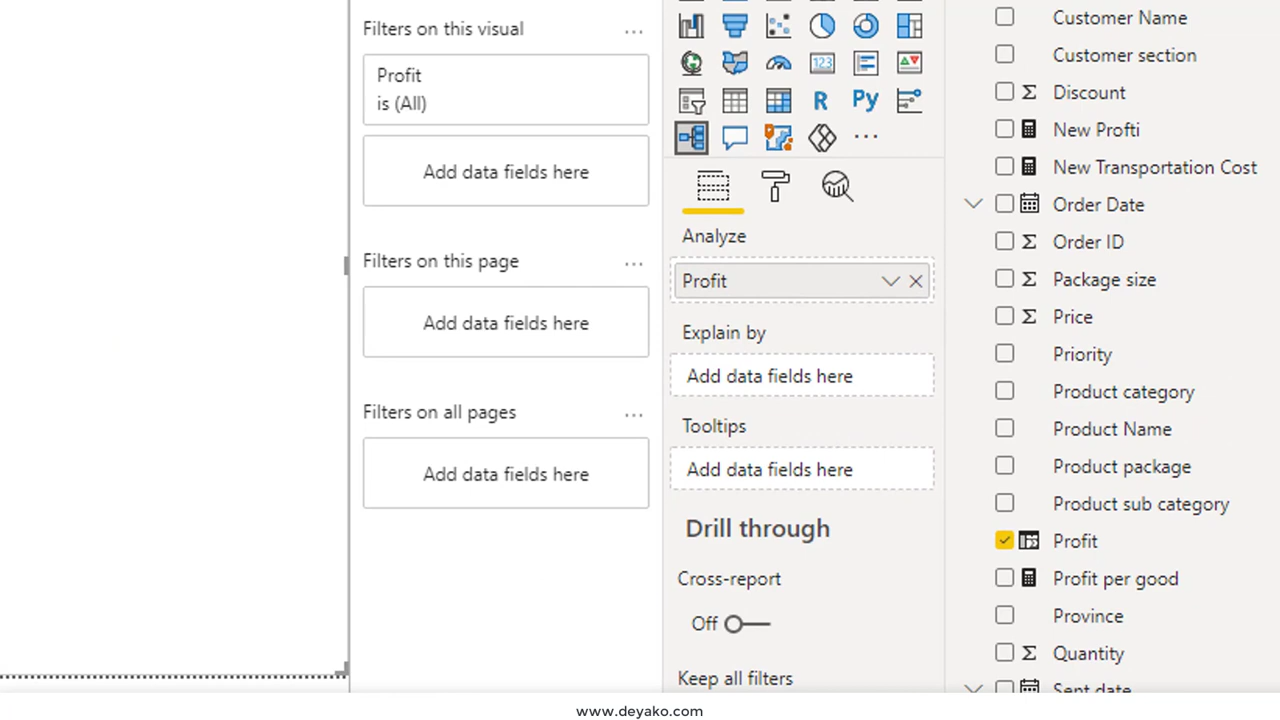 Filters on this visual
...
Profit
is (All)
Add data fields here
Filters on this page
...
Add data fields here
Filters on all pages
...
Add data fields here
123
R
Py
...
Analyze
Profit
Explain by
Add data fields here
Tooltips
Add data fields here
Drill through
Cross-report
Off
Keep all filters
Customer Name
Customer section
Σ Discount
New Profti
New Transportation Cost
Order Date
Σ Order ID
Σ Package size
Σ Price
Priority
Product category
Product Name
Product package
Product sub category
Profit
Profit per good
Province
Σ Quantity
Sent date
www.deyako.com